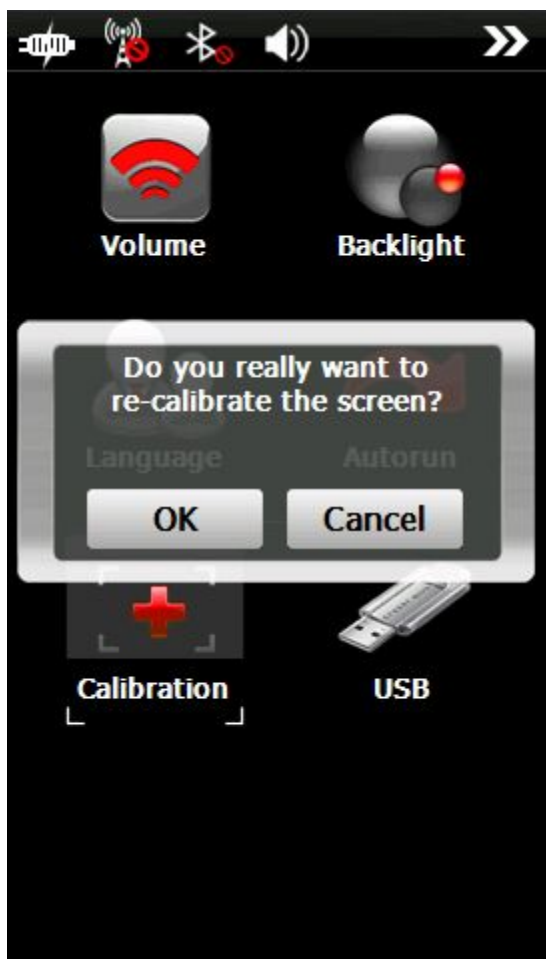 Volume
Backlight
Do you really want to
re-calibrate the screen?
Language
Autorun
OK
Cancel
Calibration
USB